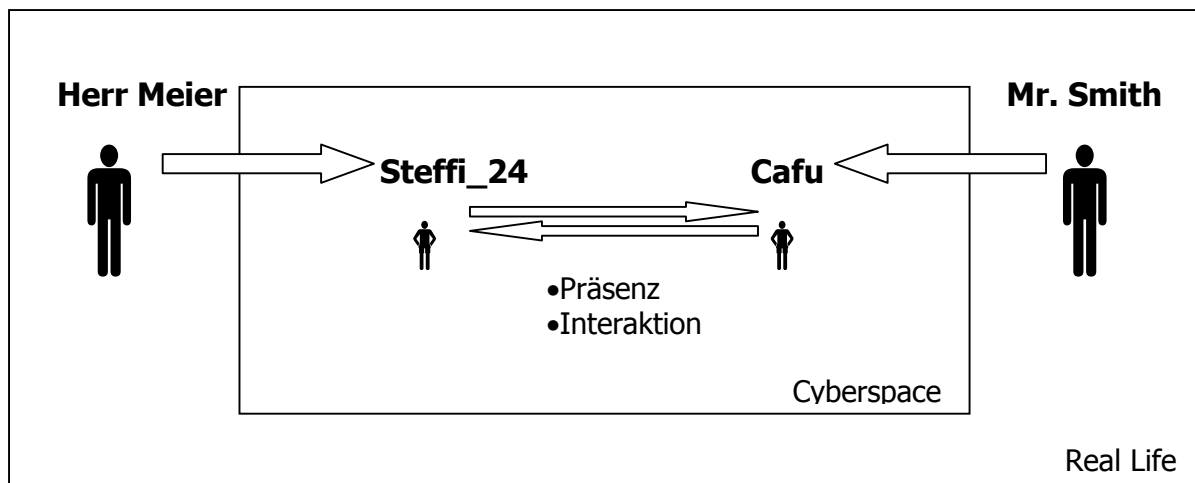 Herr Meier
Mr. Smith
Steffi_24
Cafu
•Präsenz
•Interaktion
Cyberspace
Real Life